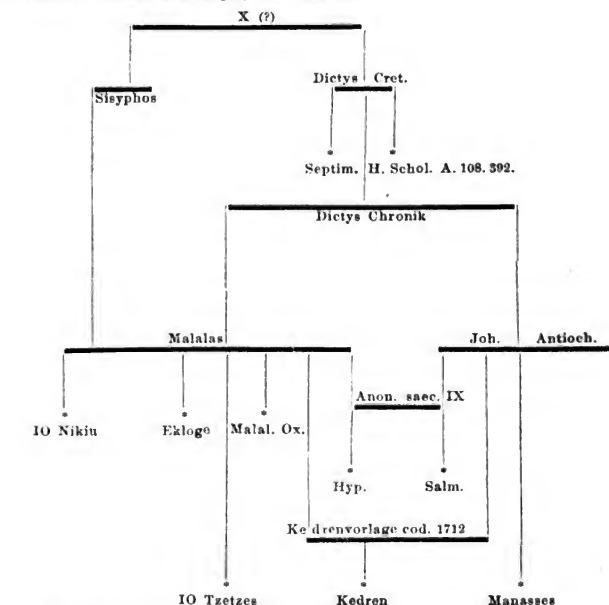 X (?)
Dictys Cret.
Sisyphos
Septim. H. Schol. A. 108. 392.
Dictys Chronik
Malalas Joh. Antioch.
Anon. saec. IX
IO Nikiu Ekloge Malal. Ox.
Hyp. Salm.
Kedrenvorlage cod. 1712
IO Tzetzes Kedren Manasses